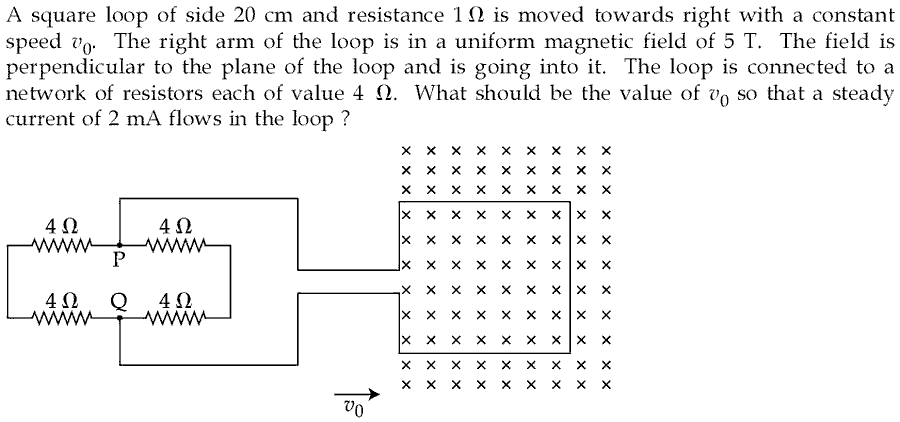 A square loop of side 20 cm and resistance 1 Ω is moved towards right with a constant
speed v₀. The right arm of the loop is in a uniform magnetic field of 5 T. The field is
perpendicular to the plane of the loop and is going into it. The loop is connected to a
network of resistors each of value 4 Ω. What should be the value of v₀ so that a steady
current of 2 mA flows in the loop ?
4 Ω 4 Ω
P
4 Ω Q 4 Ω
v₀